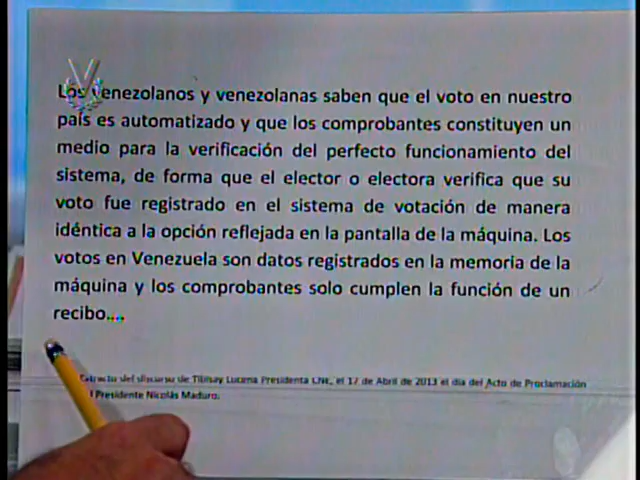 Los venezolanos y venezolanas saben que el voto en nuestro
país es automatizado y que los comprobantes constituyen un
medio para la verificación del perfecto funcionamiento del
sistema, de forma que el elector o electora verifica que su
voto fue registrado en el sistema de votación de manera
idéntica a la opción reflejada en la pantalla de la máquina. Los
votos en Venezuela son datos registrados en la memoria de la
máquina y los comprobantes solo cumplen la función de un
recibo....
Extracto del discurso de Tibisay Lucena Presidenta CNE, el 17 de Abril de 2013 el día del Acto de Proclamación
l Presidente Nicolás Maduro.